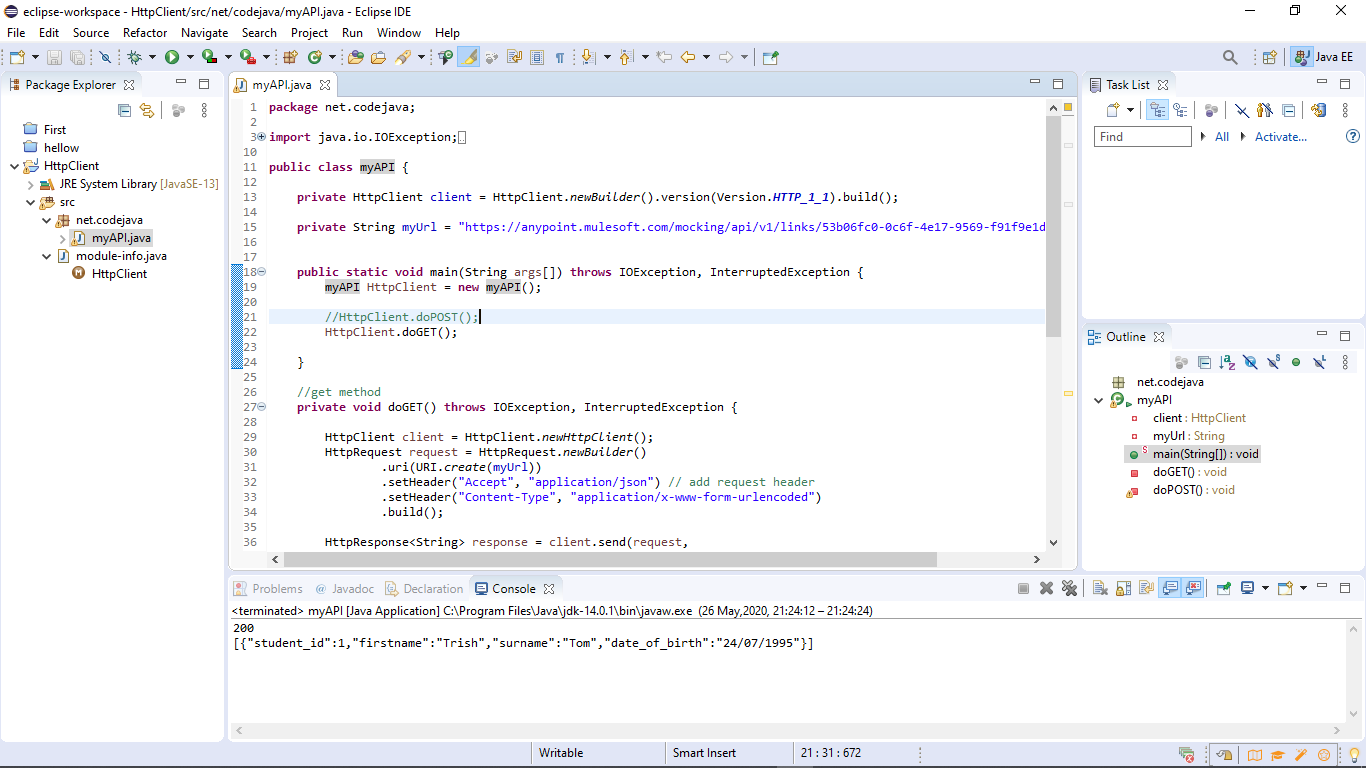 eclipse-workspace - HttpClient/src/net/codejava/myAPI.java - Eclipse IDE
File Edit Source Refactor Navigate Search Project Run Window Help
Java EE
Package Explorer
First
hellow
HttpClient
JRE System Library [JavaSE-13]
src
net.codejava
myAPI.java
module-info.java
HttpClient
myAPI.java
1 package net.codejava;
2
3 import java.io.IOException;
10
11 public class myAPI {
12
13 private HttpClient client = HttpClient.newBuilder().version(Version.HTTP_1_1).build();
14
15 private String myUrl = "https://anypoint.mulesoft.com/mocking/api/v1/links/53b06fc0-0c6f-4e17-9569-f91f9e1d
16
17
18 public static void main(String args[]) throws IOException, InterruptedException {
19 myAPI HttpClient = new myAPI();
20
21 //HttpClient.doPOST();
22 HttpClient.doGET();
23
24 }
25
26 //get method
27 private void doGET() throws IOException, InterruptedException {
28
29 HttpClient client = HttpClient.newHttpClient();
30 HttpRequest request = HttpRequest.newBuilder()
31 .uri(URI.create(myUrl))
32 .setHeader("Accept", "application/json") // add request header
33 .setHeader("Content-Type", "application/x-www-form-urlencoded")
34 .build();
35
36 HttpResponse<String> response = client.send(request,
Task List
Find All Activate...
Outline
net.codejava
myAPI
client : HttpClient
myUrl : String
main(String[]) : void
doGET() : void
doPOST() : void
Problems Javadoc Declaration Console
<terminated> myAPI [Java Application] C:\Program Files\Java\jdk-14.0.1\bin\javaw.exe (26 May,2020, 21:24:12 – 21:24:24)
200
[{"student_id":1,"firstname":"Trish","surname":"Tom","date_of_birth":"24/07/1995"}]
Writable Smart Insert 21 : 31 : 672